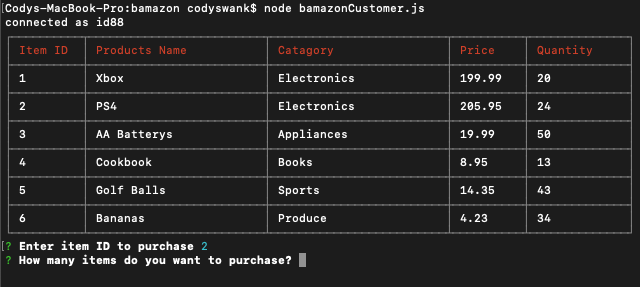 [Codys-MacBook-Pro:bamazon codyswank$ node bamazonCustomer.js
connected as id88
Item ID Products Name Catagory Price Quantity
1 Xbox Electronics 199.99 20
2 PS4 Electronics 205.95 24
3 AA Batterys Appliances 19.99 50
4 Cookbook Books 8.95 13
5 Golf Balls Sports 14.35 43
6 Bananas Produce 4.23 34
[? Enter item ID to purchase 2
? How many items do you want to purchase?